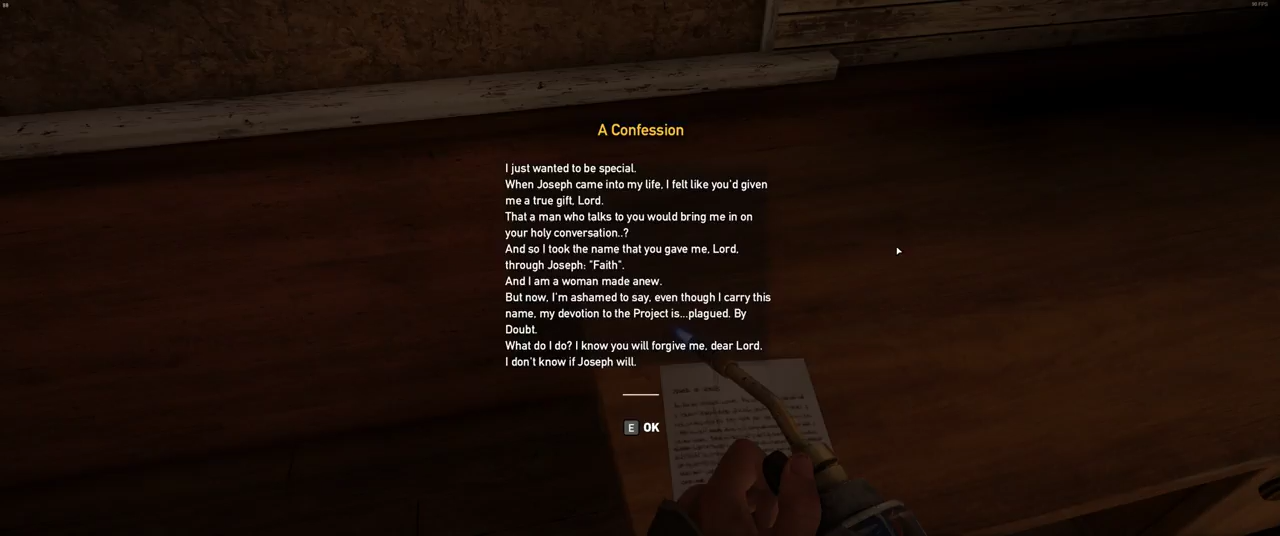 98 FPS
A Confession
I just wanted to be special.
When Joseph came into my life, I felt like you'd given
me a true gift, Lord.
That a man who talks to you would bring me in on
your holy conversation..?
And so I took the name that you gave me, Lord,
through Joseph: "Faith".
And I am a woman made anew.
But now, I'm ashamed to say, even though I carry this
name, my devotion to the Project is...plagued. By
Doubt.
What do I do? I know you will forgive me, dear Lord.
I don't know if Joseph will.
E OK